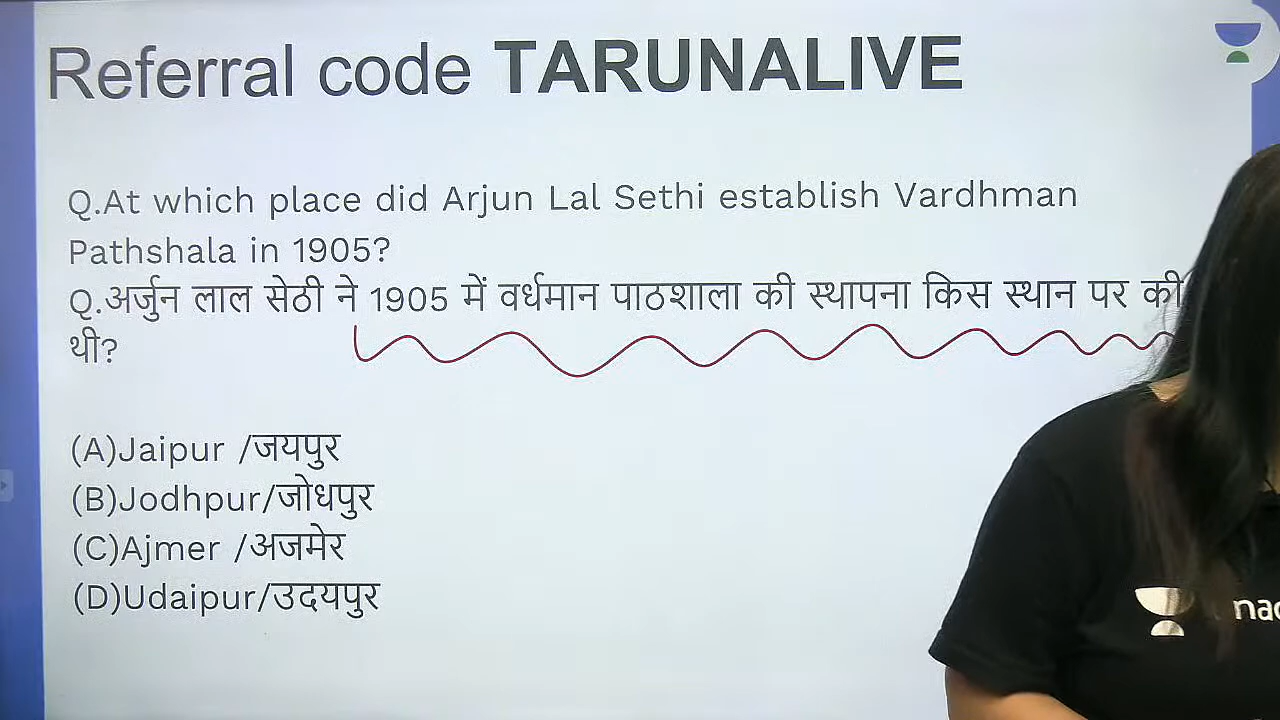 Referral code TARUNALIVE
Q.At which place did Arjun Lal Sethi establish Vardhman
Pathshala in 1905?
Q.अर्जुन लाल सेठी ने 1905 में वर्धमान पाठशाला की स्थापना किस स्थान पर की
थी?
(A)Jaipur /जयपुर
(B)Jodhpur/जोधपुर
(C)Ajmer /अजमेर
(D)Udaipur/उदयपुर